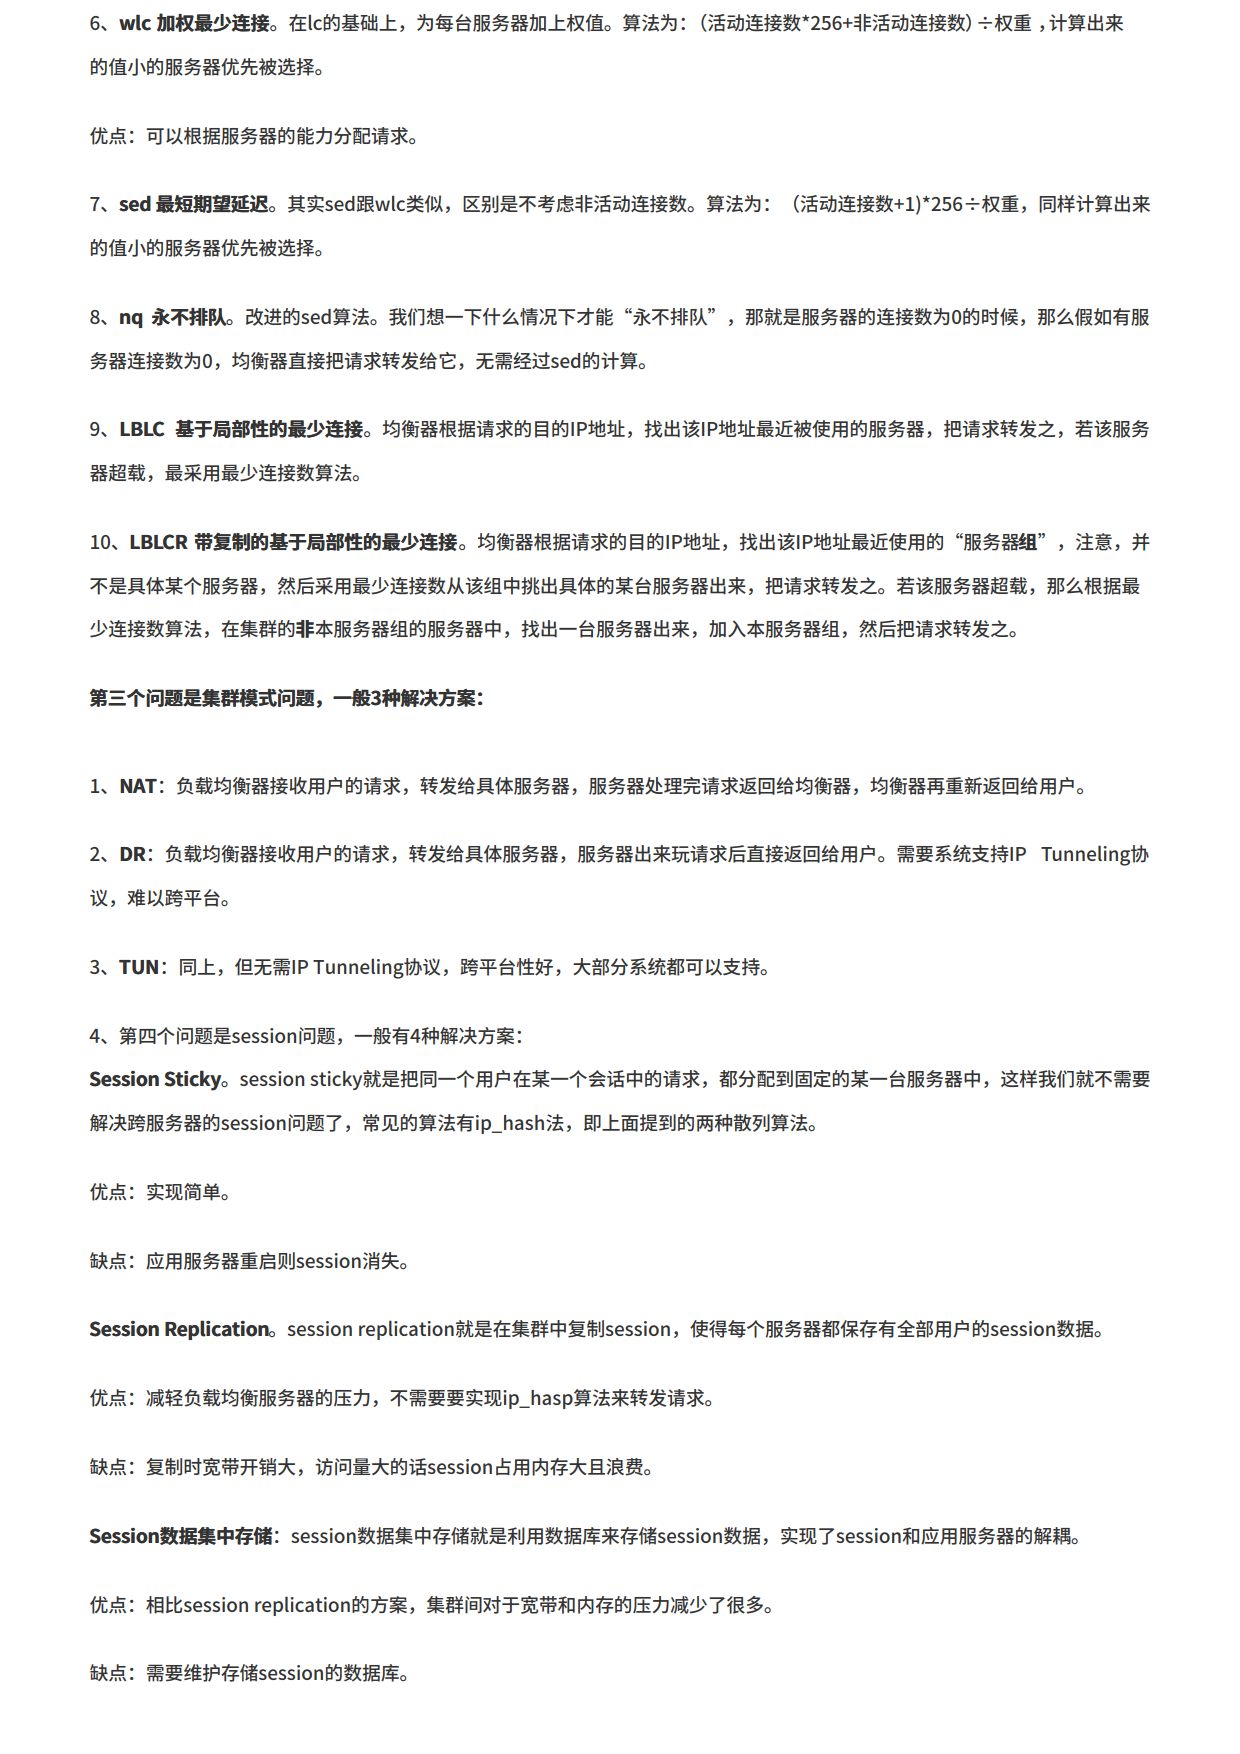 6、wlc 加权最少连接。在lc的基础上，为每台服务器加上权值。算法为：（活动连接数*256+非活动连接数）÷权重 ，计算出来
的值小的服务器优先被选择。
优点：可以根据服务器的能力分配请求。
7、sed 最短期望延迟。其实sed跟wlc类似，区别是不考虑非活动连接数。算法为：（活动连接数+1)*256÷权重，同样计算出来
的值小的服务器优先被选择。
8、nq 永不排队。改进的sed算法。我们想一下什么情况下才能“永不排队”，那就是服务器的连接数为0的时候，那么假如有服
务器连接数为0，均衡器直接把请求转发给它，无需经过sed的计算。
9、LBLC 基于局部性的最少连接。均衡器根据请求的目的IP地址，找出该IP地址最近被使用的服务器，把请求转发之，若该服务
器超载，最采用最少连接数算法。
10、LBLCR 带复制的基于局部性的最少连接。均衡器根据请求的目的IP地址，找出该IP地址最近使用的“服务器组”，注意，并
不是具体某个服务器，然后采用最少连接数从该组中挑出具体的某台服务器出来，把请求转发之。若该服务器超载，那么根据最
少连接数算法，在集群的非本服务器组的服务器中，找出一台服务器出来，加入本服务器组，然后把请求转发之。
第三个问题是集群模式问题，一般3种解决方案：
1、NAT：负载均衡器接收用户的请求，转发给具体服务器，服务器处理完请求返回给均衡器，均衡器再重新返回给用户。
2、DR：负载均衡器接收用户的请求，转发给具体服务器，服务器出来玩请求后直接返回给用户。需要系统支持IP Tunneling协
议，难以跨平台。
3、TUN：同上，但无需IP Tunneling协议，跨平台性好，大部分系统都可以支持。
4、第四个问题是session问题，一般有4种解决方案：
Session Sticky。session sticky就是把同一个用户在某一个会话中的请求，都分配到固定的某一台服务器中，这样我们就不需要
解决跨服务器的session问题了，常见的算法有ip_hash法，即上面提到的两种散列算法。
优点：实现简单。
缺点：应用服务器重启则session消失。
Session Replication。session replication就是在集群中复制session，使得每个服务器都保存有全部用户的session数据。
优点：减轻负载均衡服务器的压力，不需要要实现ip_hasp算法来转发请求。
缺点：复制时宽带开销大，访问量大的话session占用内存大且浪费。
Session数据集中存储：session数据集中存储就是利用数据库来存储session数据，实现了session和应用服务器的解耦。
优点：相比session replication的方案，集群间对于宽带和内存的压力减少了很多。
缺点：需要维护存储session的数据库。